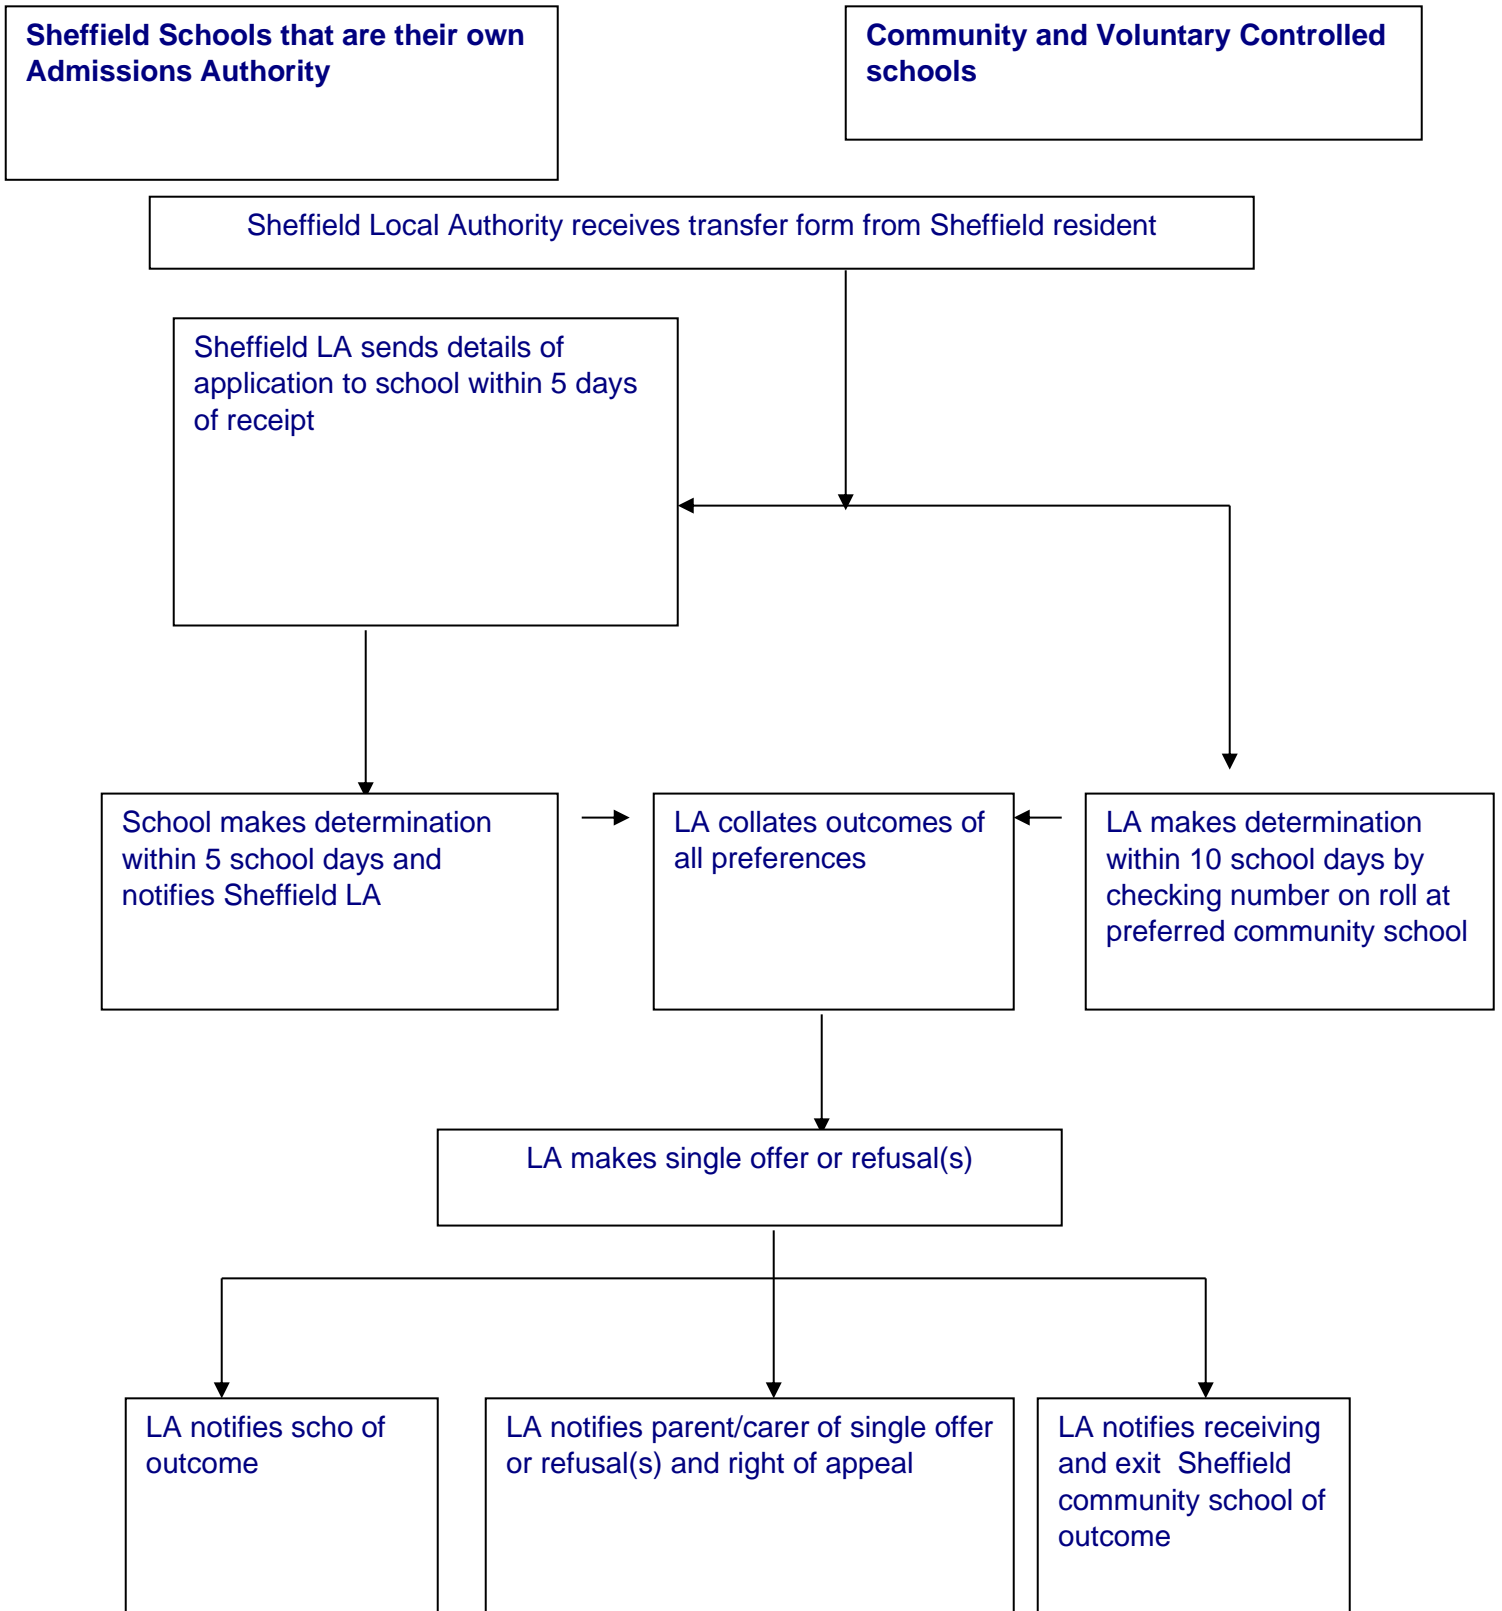 Sheffield Schools that are their own
Admissions Authority
Community and Voluntary Controlled
schools
Sheffield Local Authority receives transfer form from Sheffield resident
Sheffield LA sends details of
application to school within 5 days
of receipt
School makes determination
within 5 school days and
notifies Sheffield LA
LA collates outcomes of
all preferences
LA makes determination
within 10 school days by
checking number on roll at
preferred community school
LA makes single offer or refusal(s)
LA notifies scho of
outcome
LA notifies parent/carer of single offer
or refusal(s) and right of appeal
LA notifies receiving
and exit  Sheffield
community school of
outcome